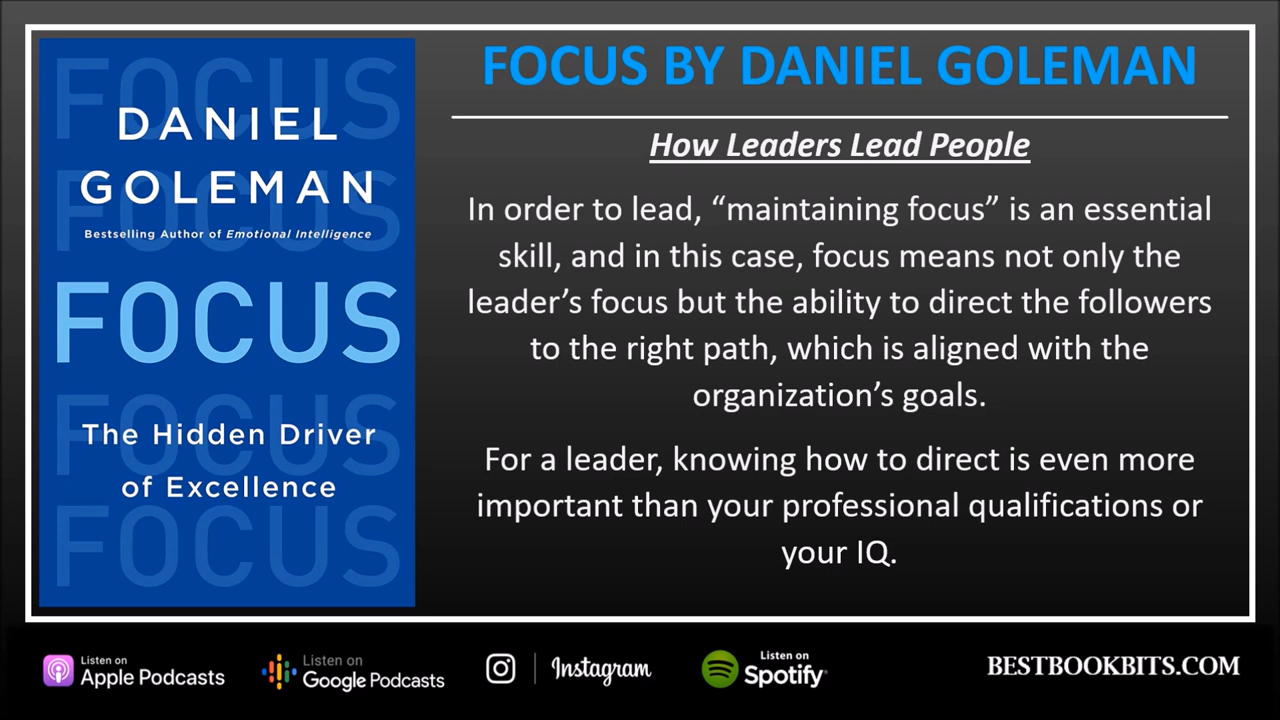 FOCUS
DANIEL
GOLEMAN
FOCUS
Bestselling Author of Emotional Intelligence
FOCUS
FOCUS
The Hidden Driver
of Excellence
FOCUS
FOCUS BY DANIEL GOLEMAN
How Leaders Lead People
In order to lead, “maintaining focus” is an essential
skill, and in this case, focus means not only the
leader’s focus but the ability to direct the followers
to the right path, which is aligned with the
organization’s goals.
For a leader, knowing how to direct is even more
important than your professional qualifications or
your IQ.
Listen on
Apple Podcasts
Listen on
Google Podcasts
Instagram
Listen on
Spotify
BESTBOOKBITS.COM